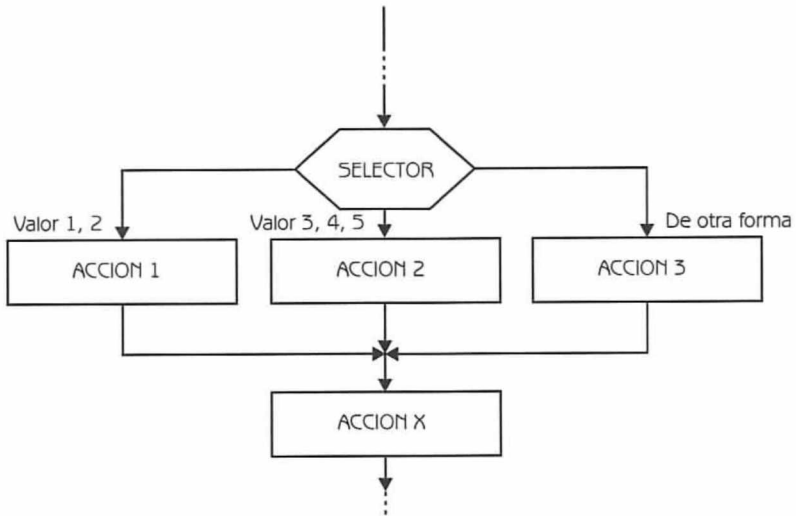 SELECTOR
Valor 1, 2
Valor 3, 4, 5
De otra forma
ACCION 1
ACCION 2
ACCION 3
ACCION X